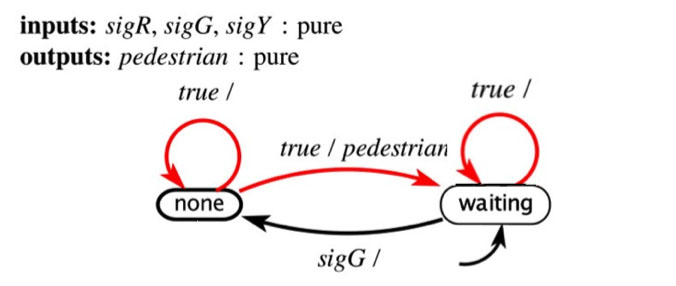 inputs: sigR, sigG, sigY : pure
outputs: pedestrian : pure
true /
true /
true / pedestrian
none
waiting
sigG /